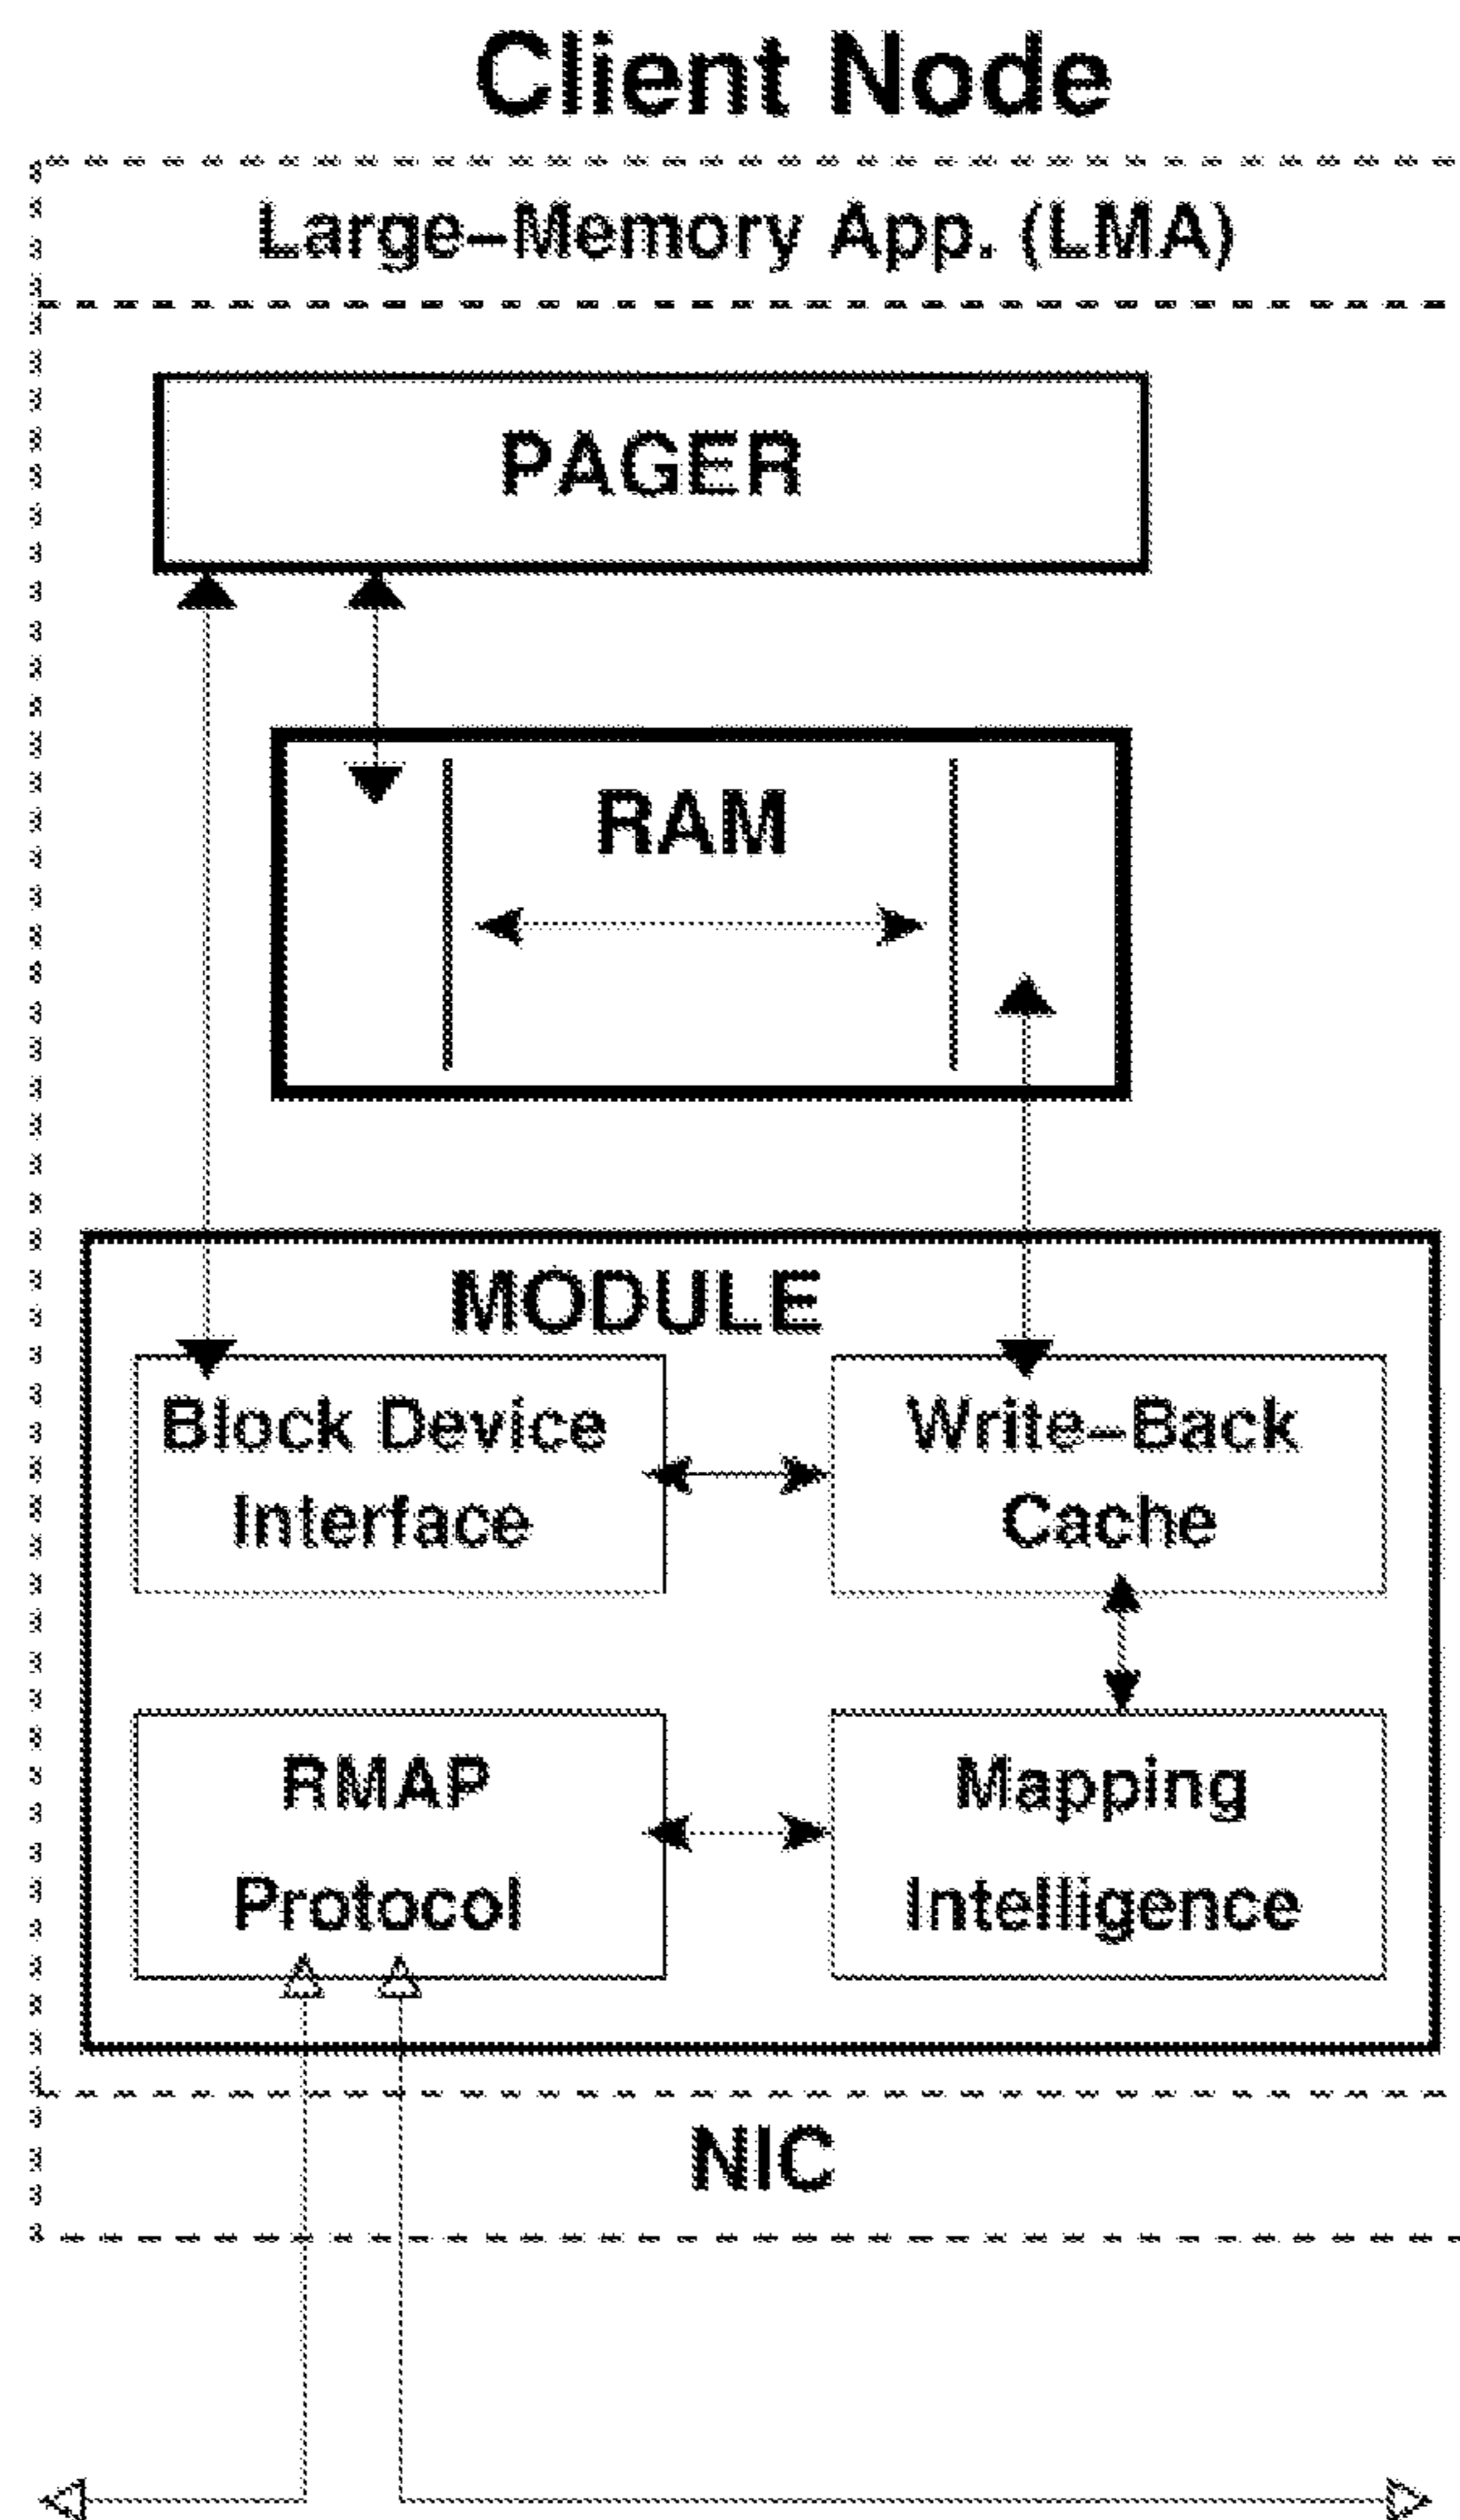 Client Node
Large-Memory App. (LMA)
PAGER
RAM
MODULE
Block Device
Interface
Write-Back
Cache
RMAP
Protocol
Mapping
Intelligence
NIC